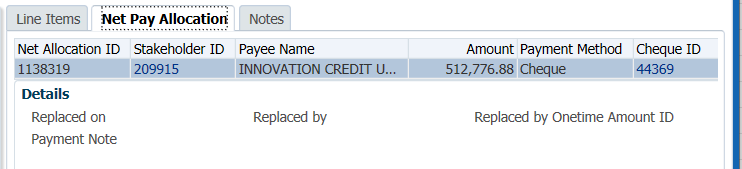 Line Items Net Pay Allocation Notes
Net Allocation ID Stakeholder ID Payee Name Amount Payment Method Cheque ID
1138319 209915 INNOVATION CREDIT U... 512,776.88 Cheque 44369
Details
Replaced on Replaced by Replaced by Onetime Amount ID
Payment Note